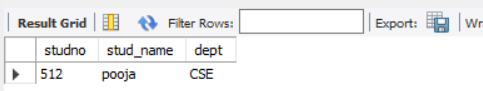 Result Grid Filter Rows: Export: Wr
studno stud_name dept
512 pooja CSE